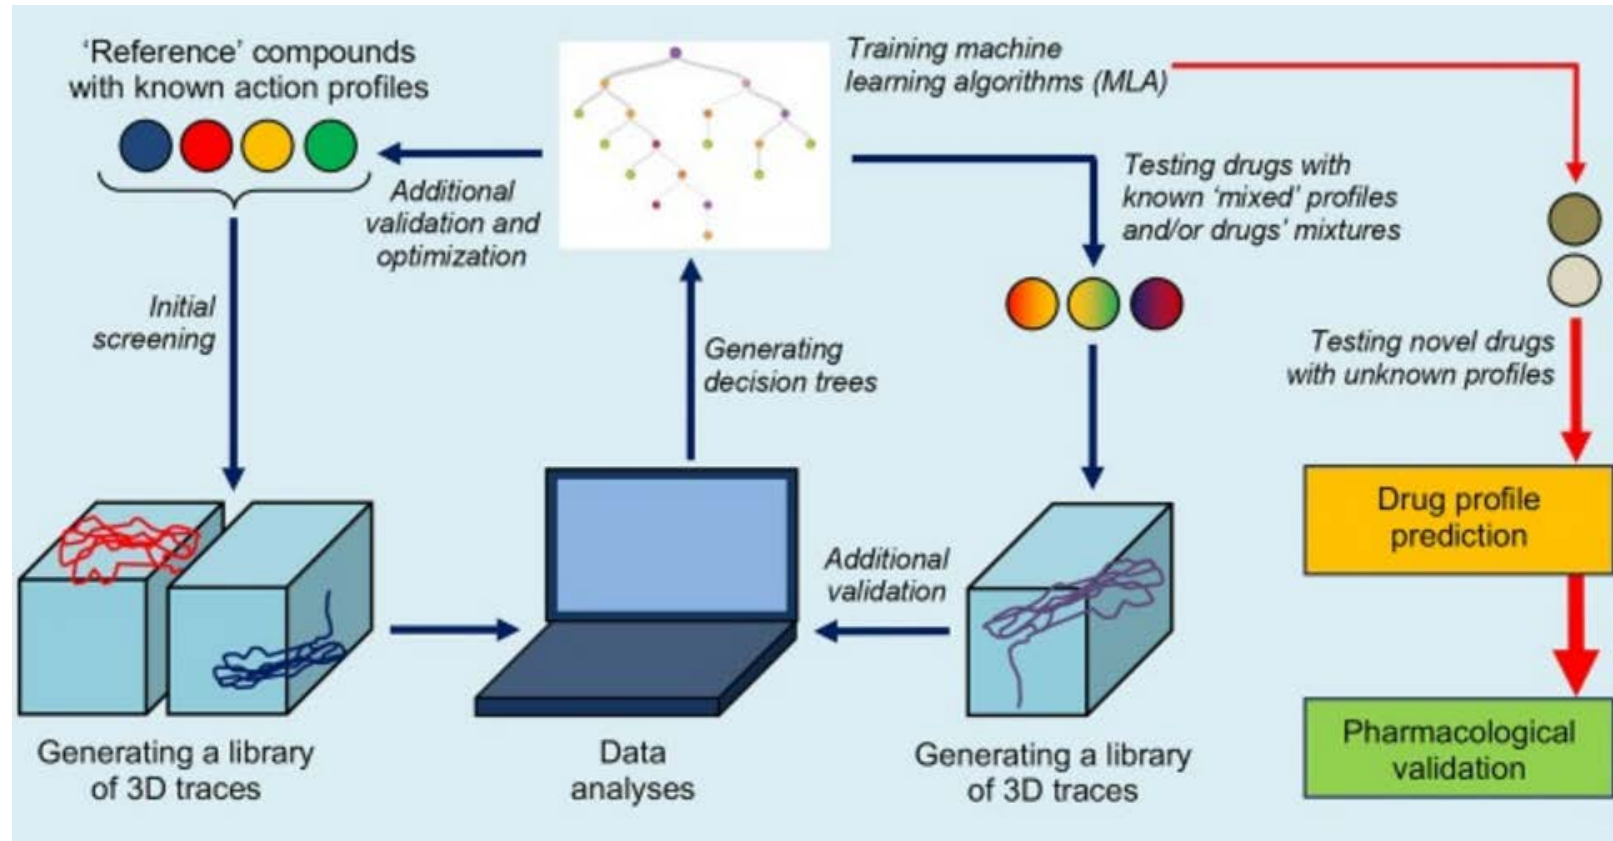 ‘Reference’ compounds
with known action profiles
Training machine
learning algorithms (MLA)
Additional
validation and
optimization
Testing drugs with
known ‘mixed’ profiles
and/or drugs’ mixtures
Initial
screening
Generating
decision trees
Testing novel drugs
with unknown profiles
Drug profile
prediction
Additional
validation
Pharmacological
validation
Generating a library
of 3D traces
Data
analyses
Generating a library
of 3D traces